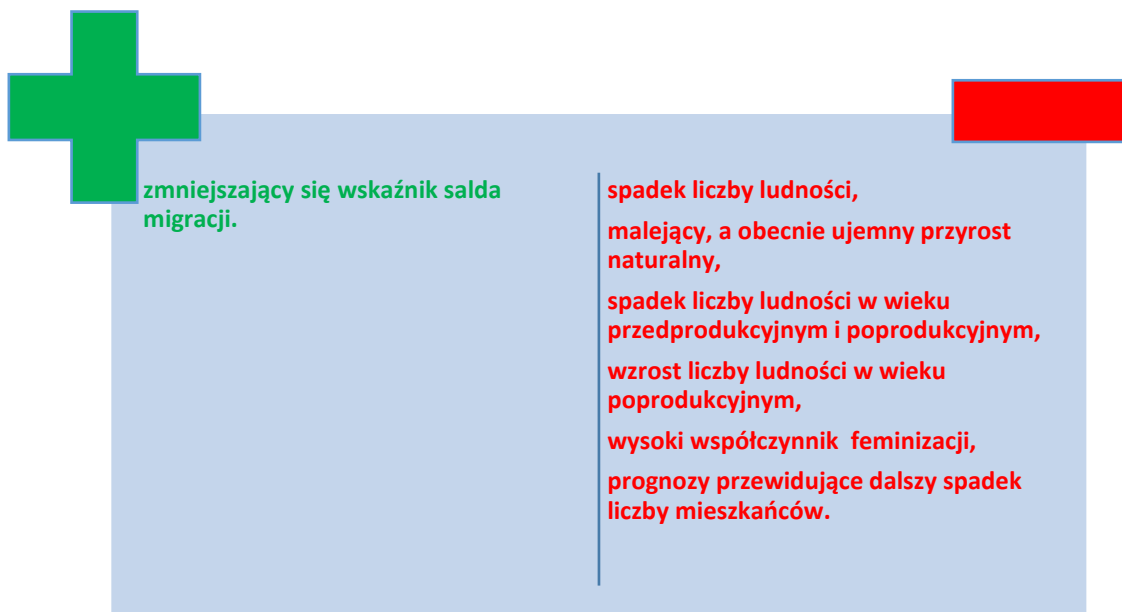 zmniejszający się wskaźnik salda
migracji.
spadek liczby ludności,
malejący, a obecnie ujemny przyrost
naturalny,
spadek liczby ludności w wieku
przedprodukcyjnym i poprodukcyjnym,
wzrost liczby ludności w wieku
poprodukcyjnym,
wysoki współczynnik  feminizacji,
prognozy przewidujące dalszy spadek
liczby mieszkańców.